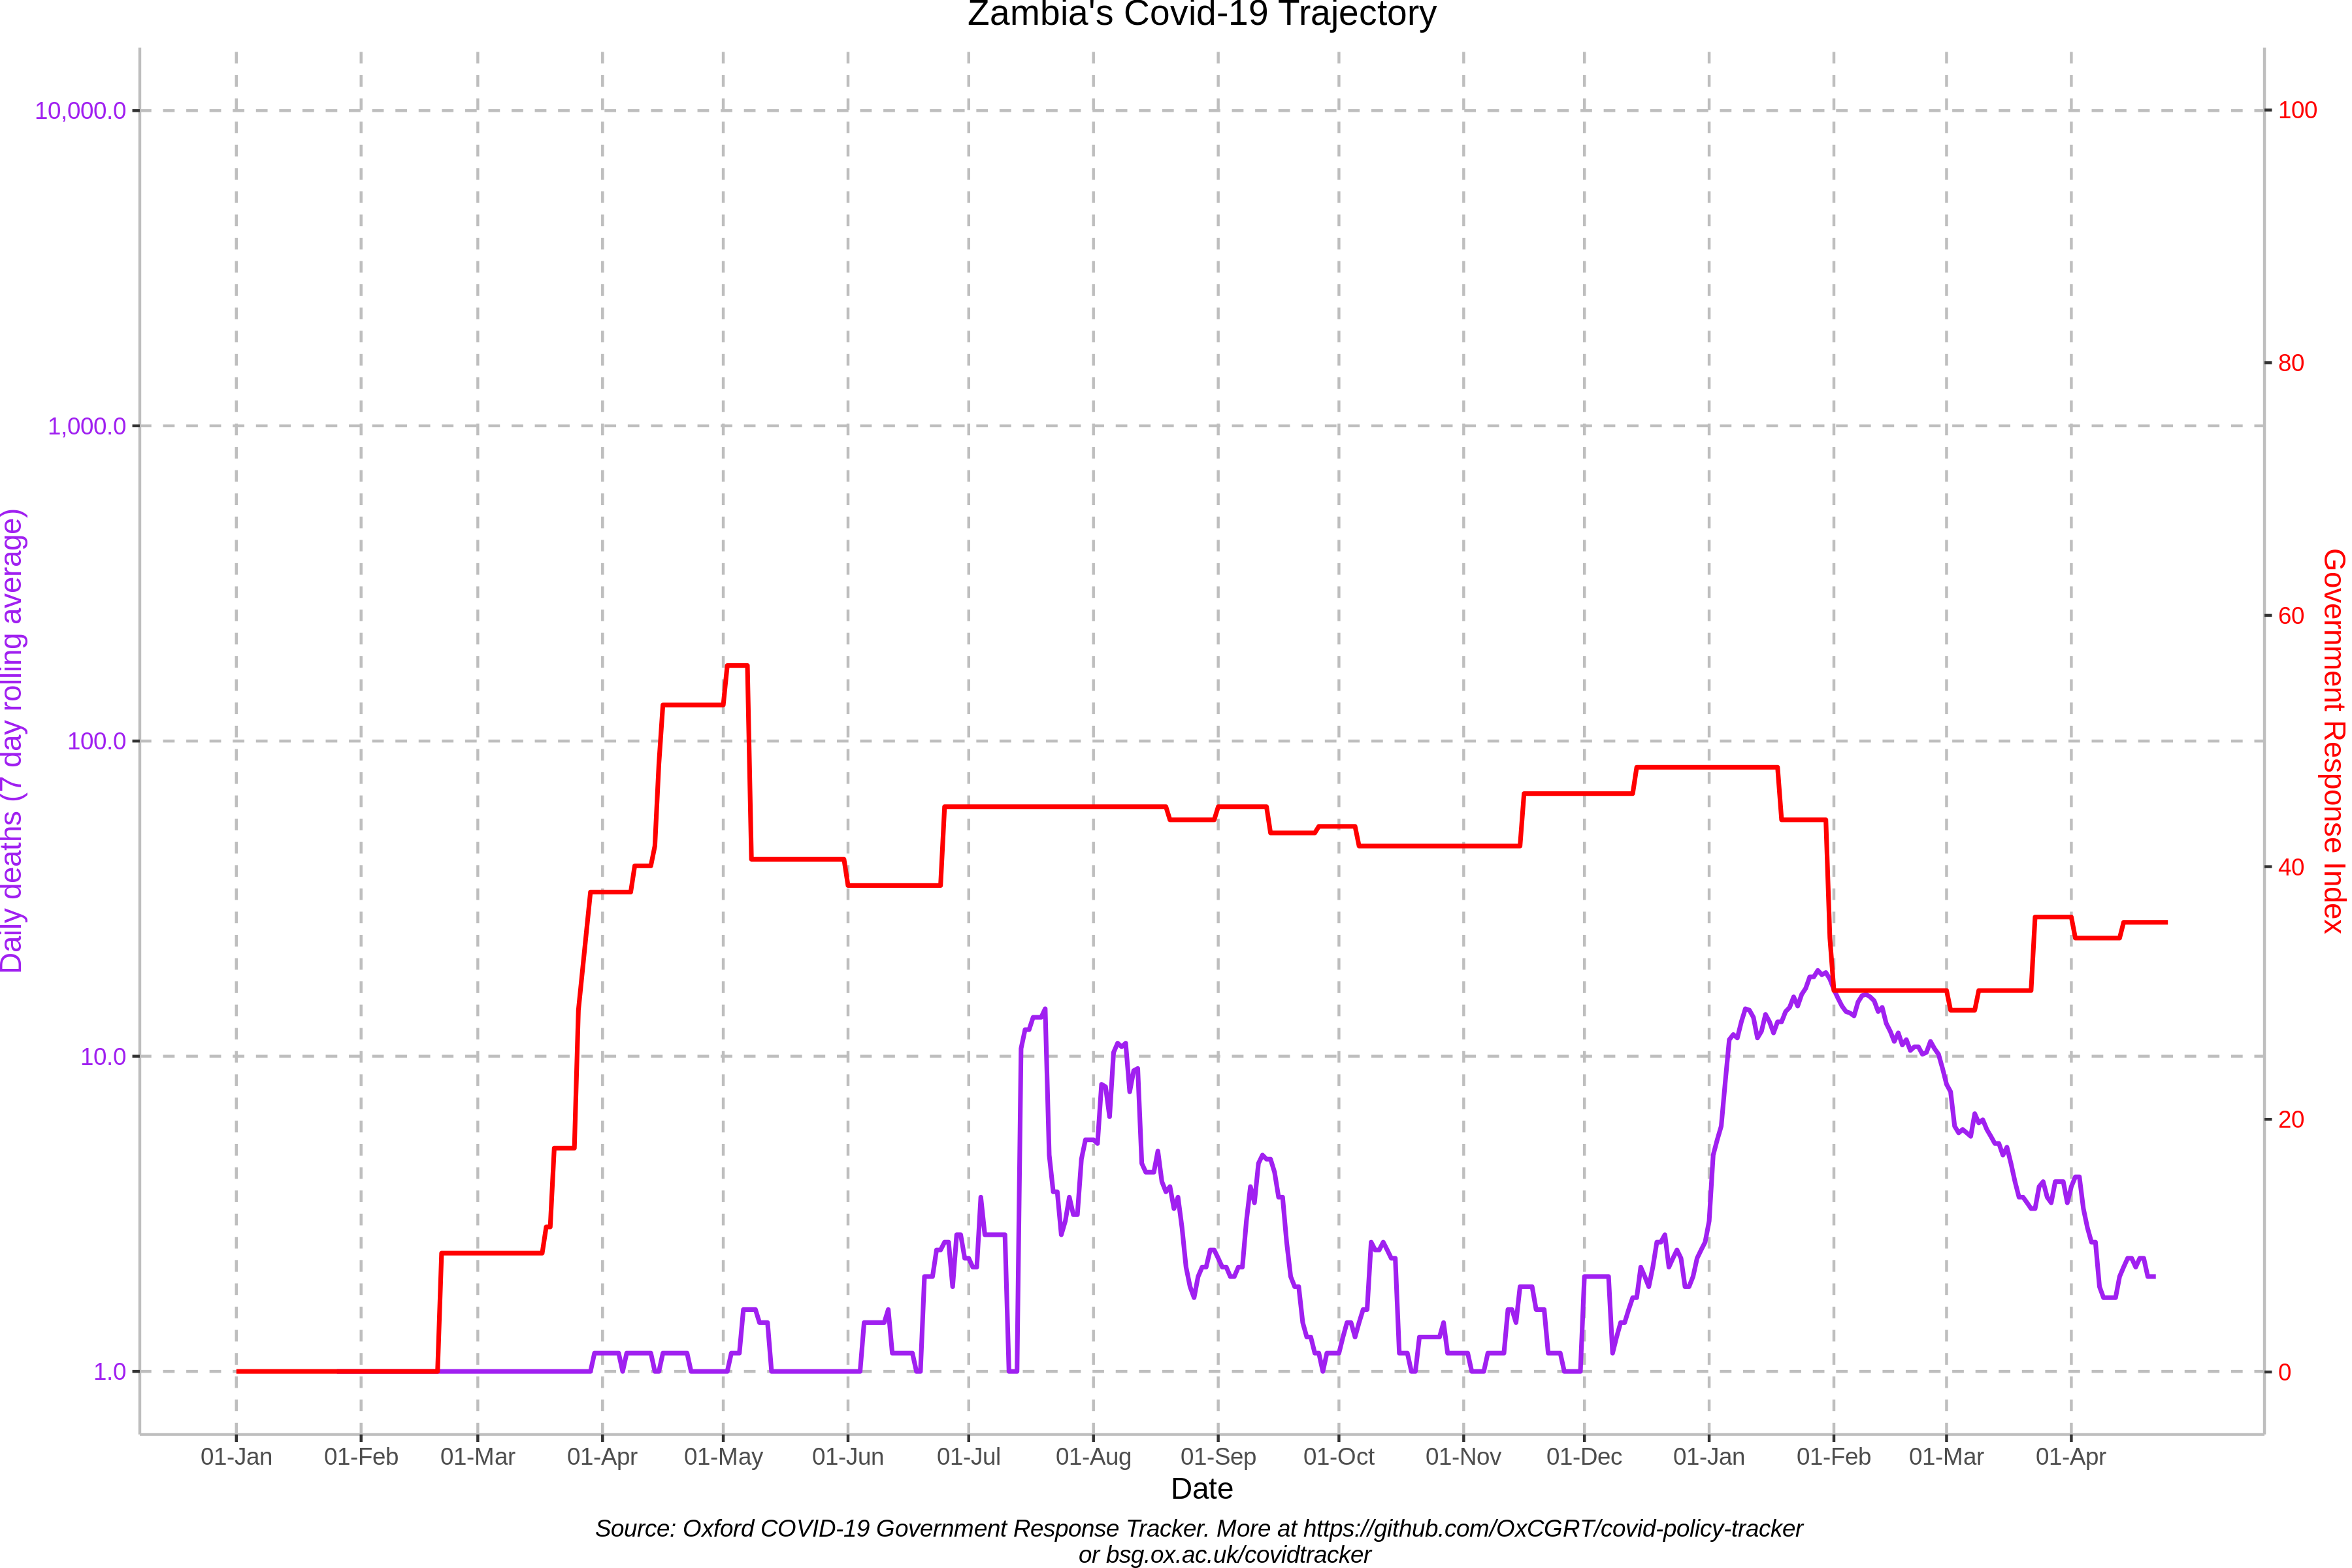 Zambia's Covid-19 Trajectory
10,000.0
1,000.0
100.0
10.0
1.0
Daily deaths (7 day rolling average)
100
80
60
40
20
0
Government Response Index
01-Jan
01-Feb
01-Mar
01-Apr
01-May
01-Jun
01-Jul
01-Aug
01-Sep
01-Oct
01-Nov
01-Dec
01-Jan
01-Feb
01-Mar
01-Apr
Date
Source: Oxford COVID-19 Government Response Tracker. More at https://github.com/OxCGRT/covid-policy-tracker
or bsg.ox.ac.uk/covidtracker